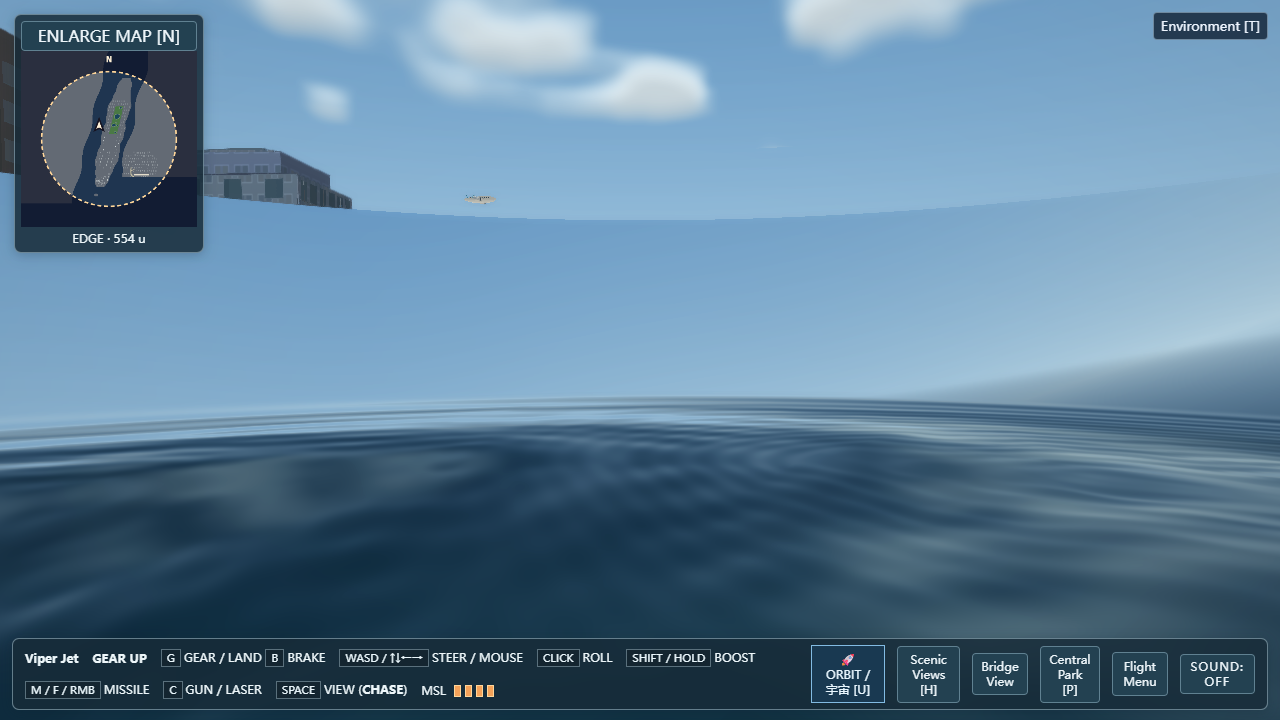 ENLARGE MAP [N]
N
EDGE · 554 u
Environment [T]
Viper Jet GEAR UP G GEAR / LAND B BRAKE WASD / ↑↓←→ STEER / MOUSE CLICK ROLL SHIFT / HOLD BOOST
M / F / RMB MISSILE C GUN / LASER SPACE VIEW (CHASE) MSL
🚀
ORBIT /
宇宙 [U]
Scenic
Views
[H]
Bridge
View
Central
Park
[P]
Flight
Menu
SOUND:
OFF